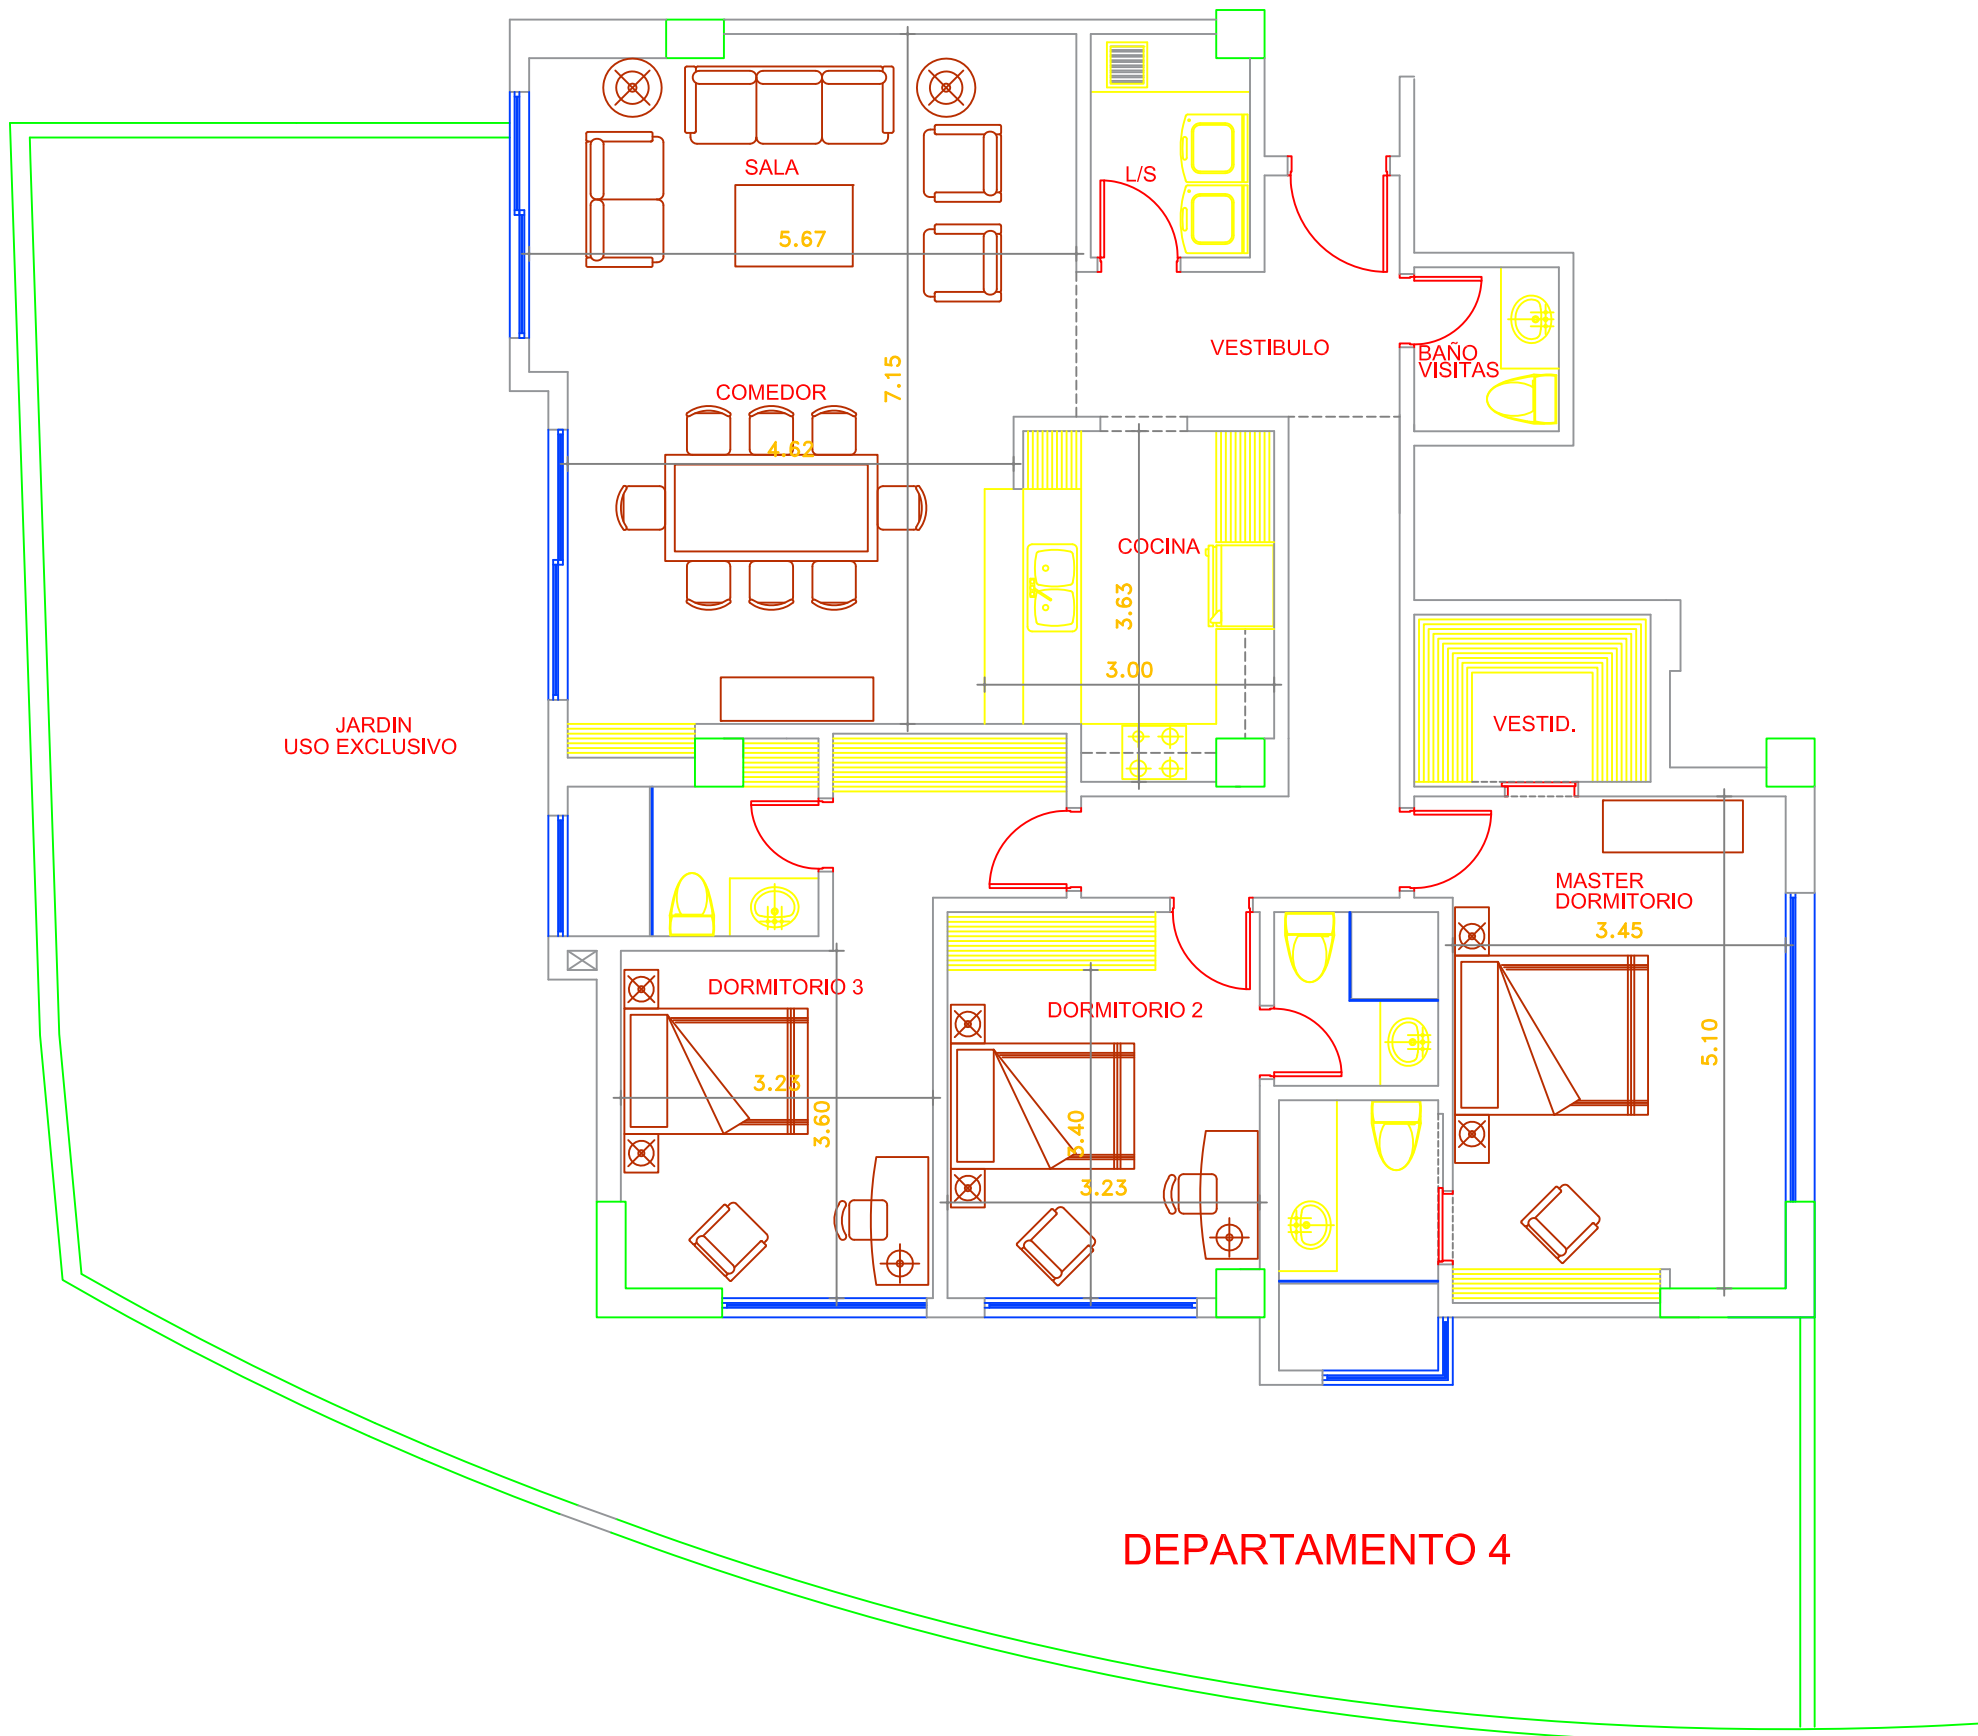 SALA
L/S
5.67
VESTIBULO
BAÑO
VISITAS
7.15
COMEDOR
4.62
COCINA
3.63
3.00
JARDIN
USO EXCLUSIVO
VESTID.
MASTER
DORMITORIO
3.45
DORMITORIO 3
DORMITORIO 2
5.10
3.23
3.60
3.40
3.23
DEPARTAMENTO 4